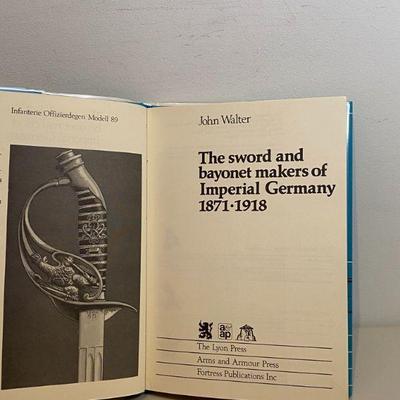 Infanterie Offizierdegen Modell 89
John Walter
The sword and
bayonet makers of
Imperial Germany
1871·1918
a&
ap
The Lyon Press
Arms and Armour Press
Fortress Publications Inc